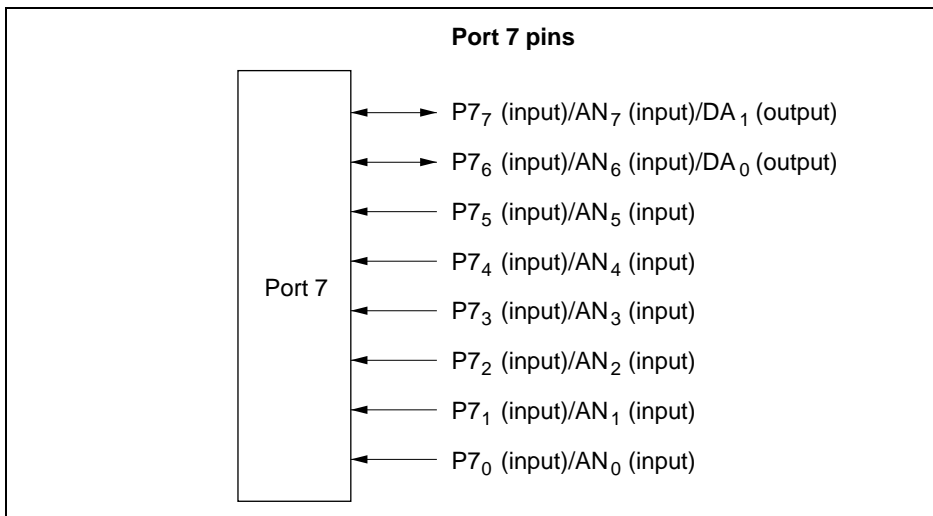 Port 7 pins
P7₇ (input)/AN₇ (input)/DA₁ (output)
P7₆ (input)/AN₆ (input)/DA₀ (output)
P7₅ (input)/AN₅ (input)
P7₄ (input)/AN₄ (input)
Port 7
P7₃ (input)/AN₃ (input)
P7₂ (input)/AN₂ (input)
P7₁ (input)/AN₁ (input)
P7₀ (input)/AN₀ (input)